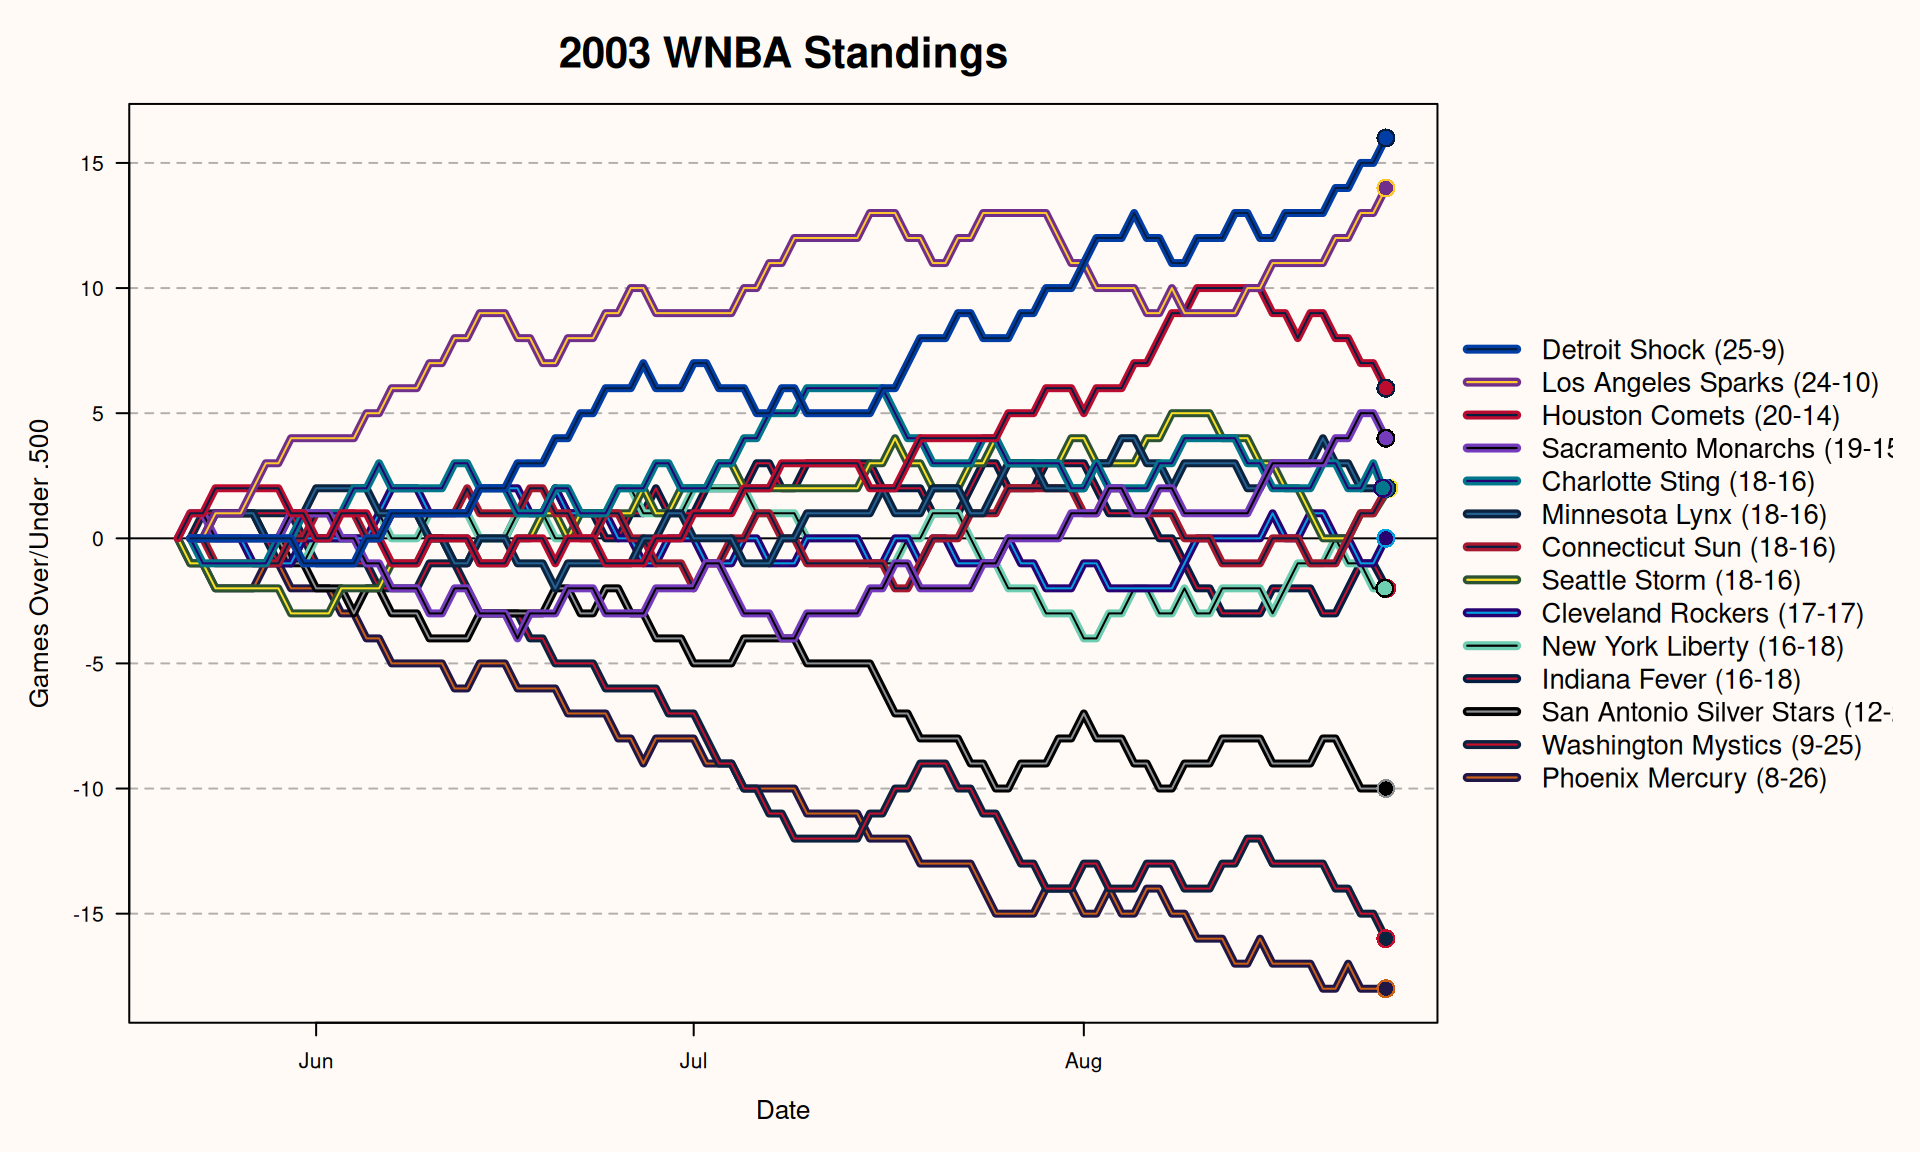 2003 WNBA Standings
Games Over/Under .500
15
10
5
0
-5
-10
-15
Jun
Jul
Aug
Date
Detroit Shock (25-9)
Los Angeles Sparks (24-10)
Houston Comets (20-14)
Sacramento Monarchs (19-15
Charlotte Sting (18-16)
Minnesota Lynx (18-16)
Connecticut Sun (18-16)
Seattle Storm (18-16)
Cleveland Rockers (17-17)
New York Liberty (16-18)
Indiana Fever (16-18)
San Antonio Silver Stars (12-
Washington Mystics (9-25)
Phoenix Mercury (8-26)